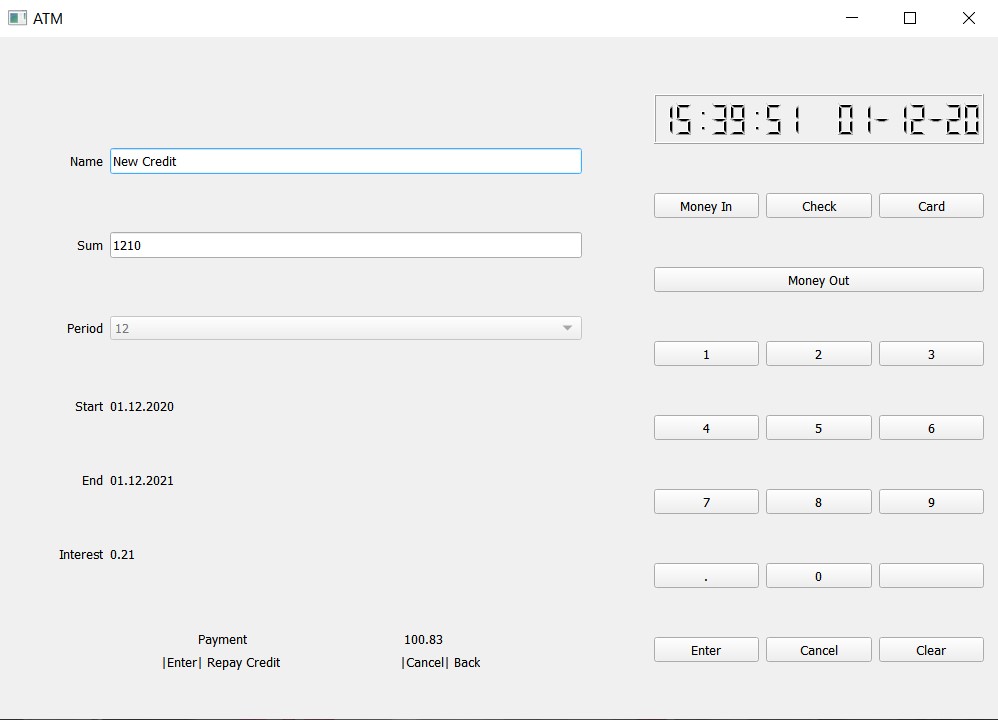 ATM
15:39:51 01-12-20
Name New Credit
Money In Check Card
Sum 1210
Money Out
Period 12
1 2 3
Start 01.12.2020
4 5 6
End 01.12.2021
7 8 9
Interest 0.21
. 0
Payment 100.83
|Enter| Repay Credit |Cancel| Back
Enter Cancel Clear